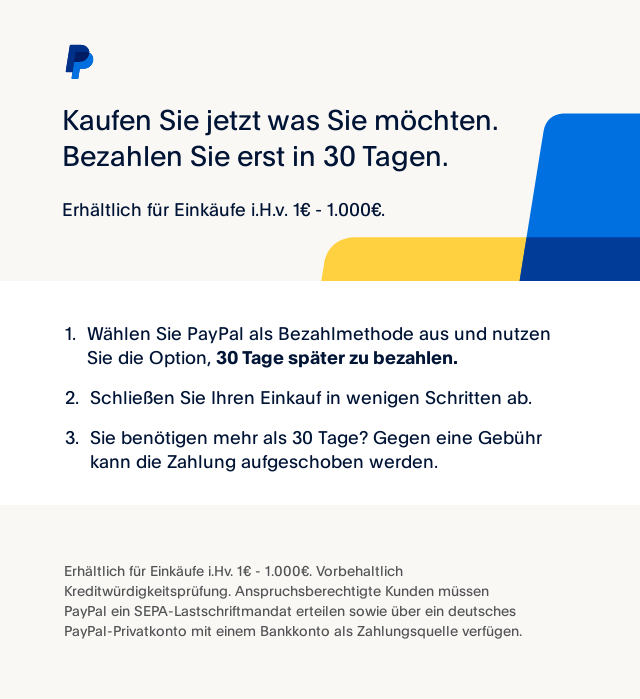 Kaufen Sie jetzt was Sie möchten.
Bezahlen Sie erst in 30 Tagen.
Erhältlich für Einkäufe i.H.v. 1€ - 1.000€.
1. Wählen Sie PayPal als Bezahlmethode aus und nutzen
Sie die Option, 30 Tage später zu bezahlen.
2. Schließen Sie Ihren Einkauf in wenigen Schritten ab.
3. Sie benötigen mehr als 30 Tage? Gegen eine Gebühr
kann die Zahlung aufgeschoben werden.
Erhältlich für Einkäufe i.Hv. 1€ - 1.000€. Vorbehaltlich
Kreditwürdigkeitsprüfung. Anspruchsberechtigte Kunden müssen
PayPal ein SEPA-Lastschriftmandat erteilen sowie über ein deutsches
PayPal-Privatkonto mit einem Bankkonto als Zahlungsquelle verfügen.